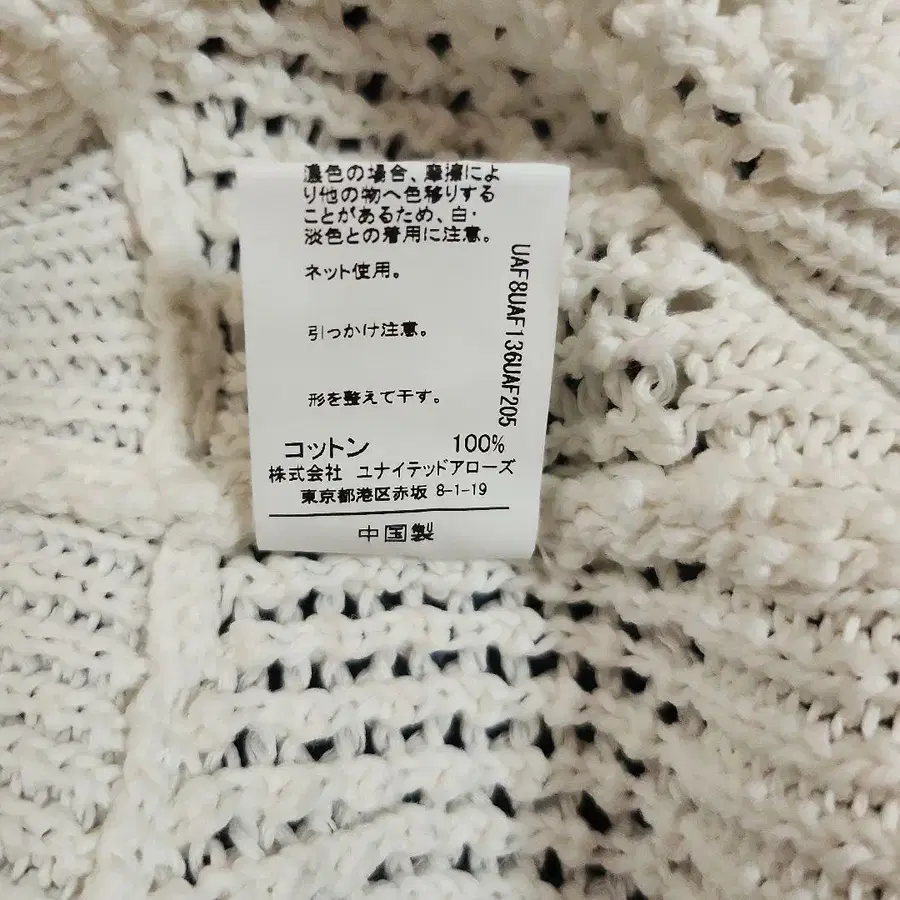 濃色の場合、摩擦によ
り他の物へ色移りする
ことがあるため、白・
淡色との着用に注意。
ネット使用。
引っかけ注意。
形を整えて干す。
コットン 100%
株式会社 ユナイテッドアローズ
東京都港区赤坂 8-1-19
中国製
UAF8UAF136UAF205